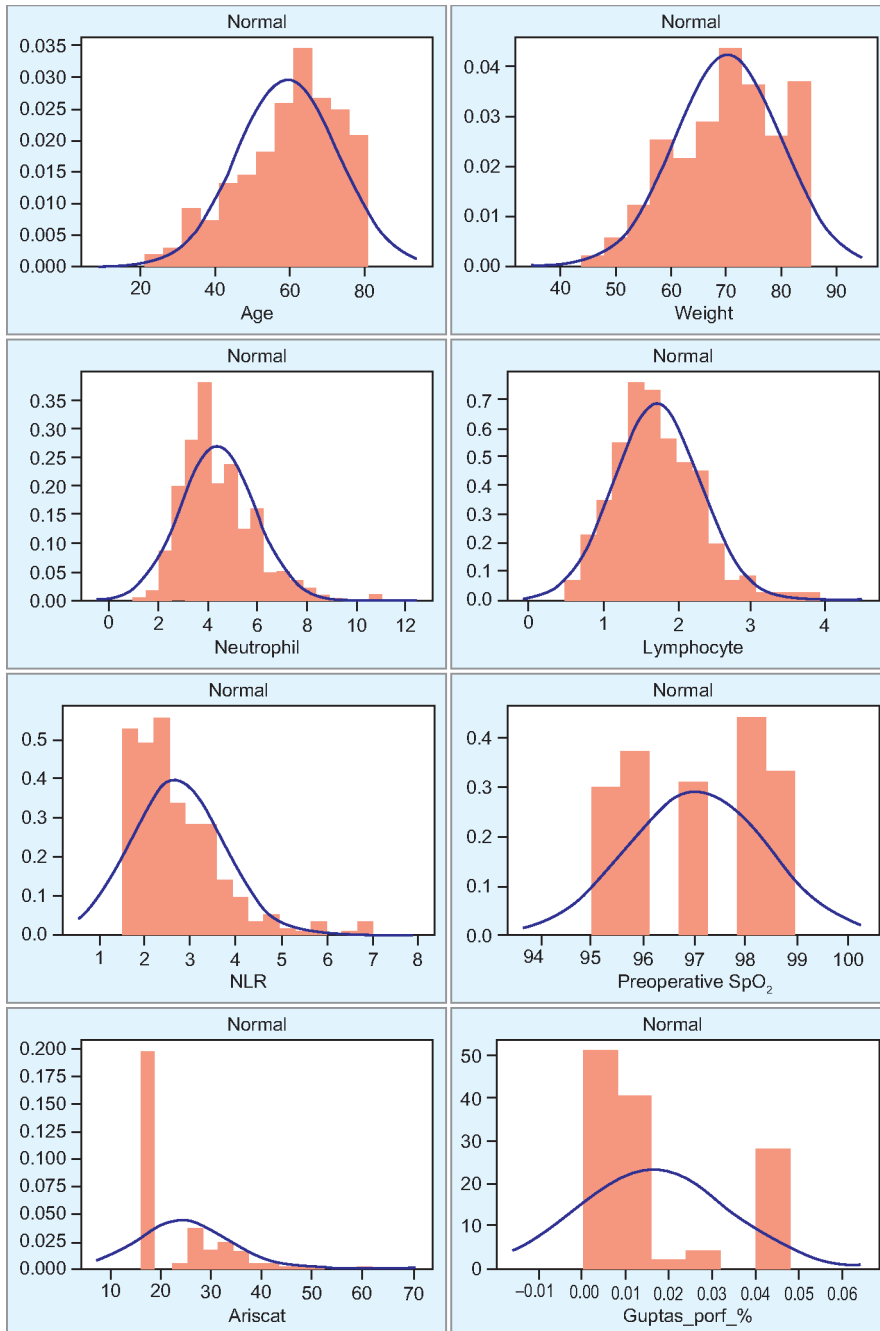 Normal
0.035
0.030
0.025
0.020
0.015
0.010
0.005
0.000
20 40 60 80
Age
Normal
0.04
0.03
0.02
0.01
0.00
40 50 60 70 80 90
Weight
Normal
0.35
0.30
0.25
0.20
0.15
0.10
0.05
0.00
0 2 4 6 8 10 12
Neutrophil
Normal
0.7
0.6
0.5
0.4
0.3
0.2
0.1
0.0
0 1 2 3 4
Lymphocyte
Normal
0.5
0.4
0.3
0.2
0.1
0.0
1 2 3 4 5 6 7 8
NLR
Normal
0.4
0.3
0.2
0.1
0.0
94 95 96 97 98 99 100
Preoperative SpO₂
Normal
0.200
0.175
0.150
0.125
0.100
0.075
0.050
0.025
0.000
10 20 30 40 50 60 70
Ariscat
Normal
50
40
30
20
10
0
−0.01 0.00 0.01 0.02 0.03 0.04 0.05 0.06
Guptas_porf_%